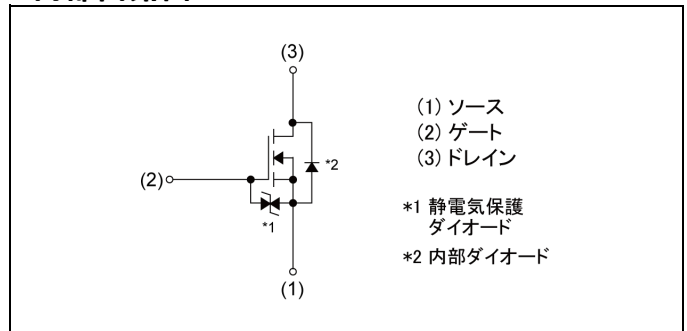 (3)
(2)
*2
*1
(1)
(1) ソース
(2) ゲート
(3) ドレイン
*1 静電気保護
ダイオード
*2 内部ダイオード